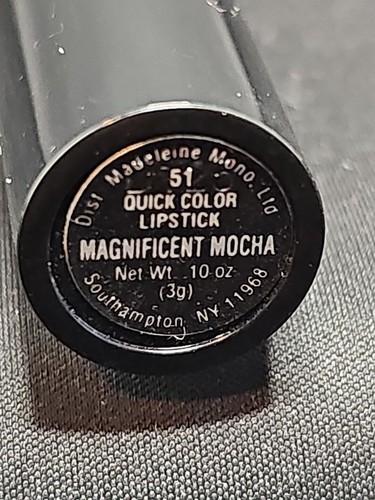 Dist Madeleine Mono. Ltd
51
QUICK COLOR
LIPSTICK
MAGNIFICENT MOCHA
Net Wt .10 oz
(3g)
Southampton, NY 11968